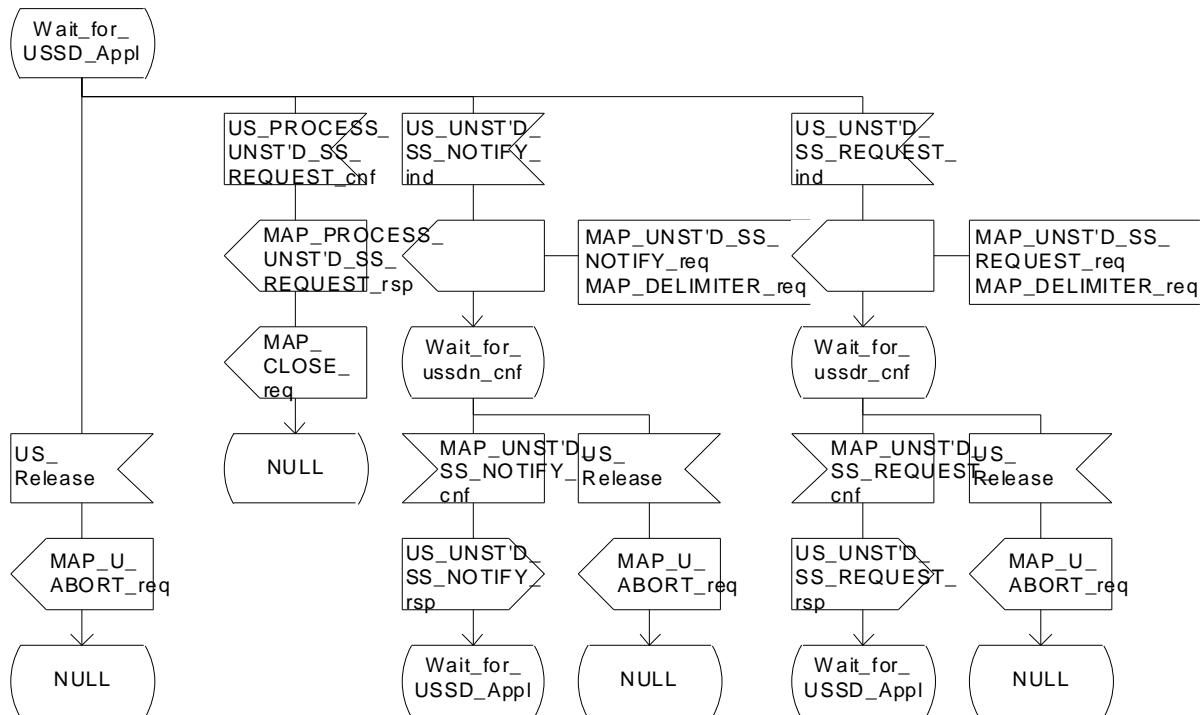 Wait_for_
USSD_Appl
US_PROCESS_
UNST'D_SS_
REQUEST_cnf
US_UNST'D_
SS_NOTIFY_
ind
US_UNST'D_
SS_REQUEST_
ind
MAP_PROCESS_
UNST'D_SS_
REQUEST_rsp
MAP_UNST'D_SS_
NOTIFY_req
MAP_DELIMITER_req
MAP_UNST'D_SS_
REQUEST_req
MAP_DELIMITER_req
MAP_
CLOSE_
req
Wait_for_
ussdn_cnf
Wait_for_
ussdr_cnf
US_
Release
NULL
MAP_UNST'D_
SS_NOTIFY_
cnf
US_
Release
MAP_UNST'D_
SS_REQUEST_
cnf
US_
Release
MAP_U_
ABORT_req
US_UNST'D_
SS_NOTIFY_
rsp
MAP_U_
ABORT_req
US_UNST'D_
SS_REQUEST_
rsp
MAP_U_
ABORT_req
NULL
Wait_for_
USSD_Appl
NULL
Wait_for_
USSD_Appl
NULL